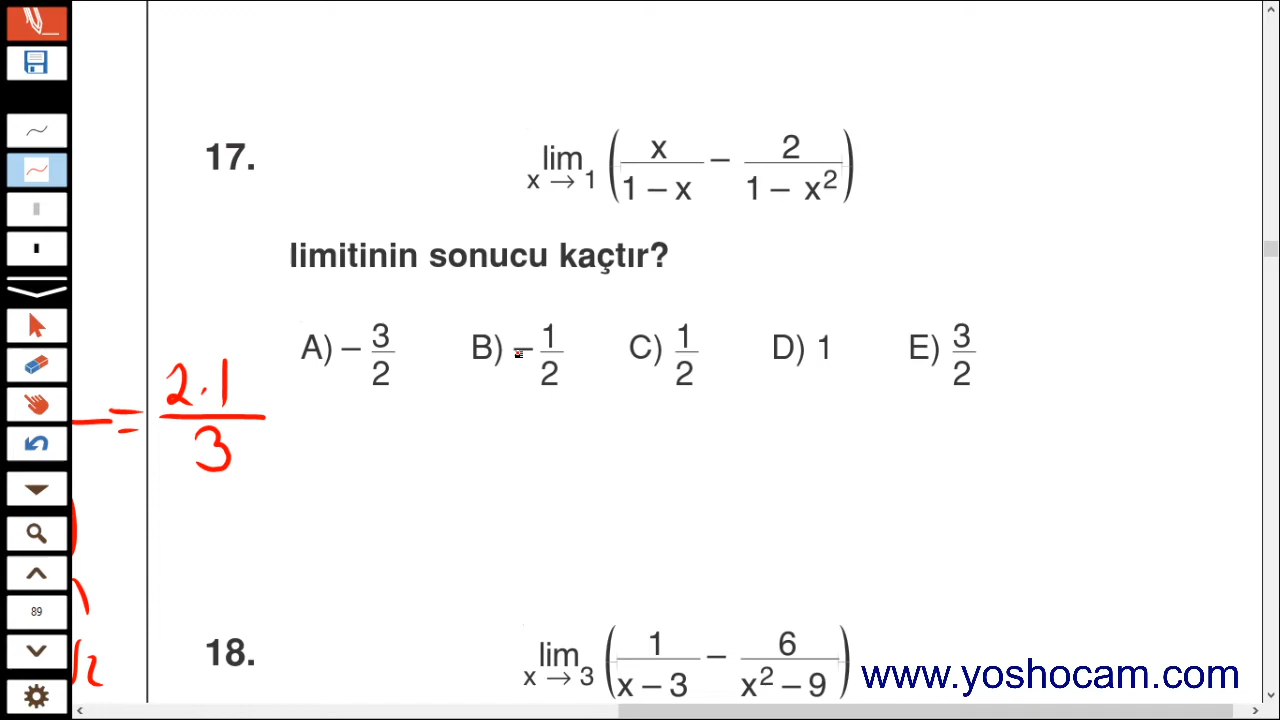 17. lim x → 1 ( x / 1 – x – 2 / 1 – x² )
limitinin sonucu kaçtır?
A) – 3/2 B) – 1/2 C) 1/2 D) 1 E) 3/2
= 2.1 / 3
18. lim x → 3 ( 1 / x – 3 – 6 / x² – 9 )
www.yoshocam.com
89